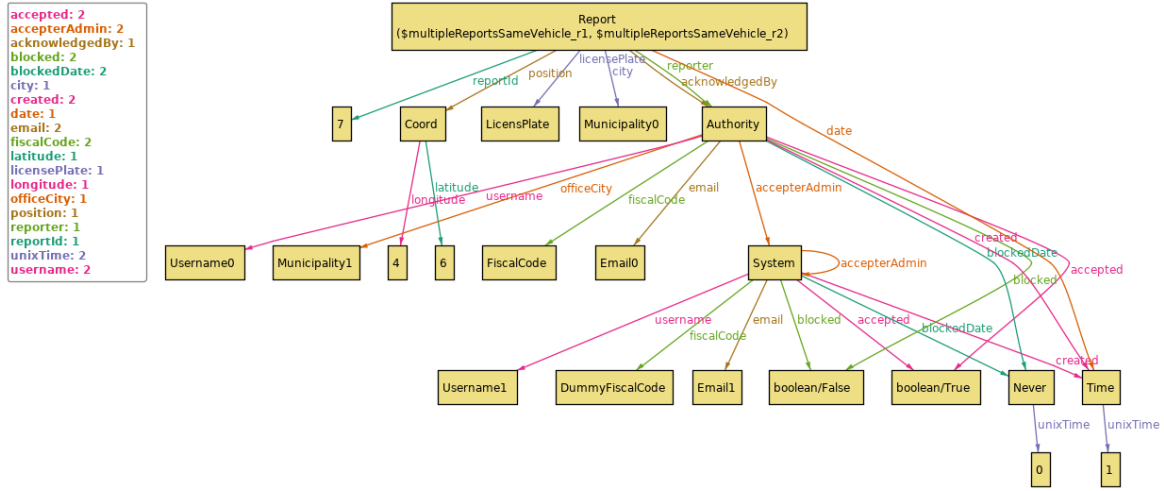 accepted: 2
accepterAdmin: 2
acknowledgedBy: 1
blocked: 2
blockedDate: 2
city: 1
created: 2
date: 1
email: 2
fiscalCode: 2
latitude: 1
licensePlate: 1
longitude: 1
officeCity: 1
position: 1
reporter: 1
reportId: 1
unixTime: 2
username: 2
Report
($multipleReportsSameVehicle_r1, $multipleReportsSameVehicle_r2)
licensePlate
reporter
position
city
reportId
acknowledgedBy
date
7
Coord
LicensPlate
Municipality0
Authority
latitude
longitude
username
officeCity
fiscalCode
email
accepterAdmin
created
blockedDate
accepted
blocked
Username0
Municipality1
4
6
FiscalCode
Email0
System
accepterAdmin
username
fiscalCode
email
blocked
accepted
blockedDate
created
Username1
DummyFiscalCode
Email1
boolean/False
boolean/True
Never
Time
unixTime
unixTime
0
1